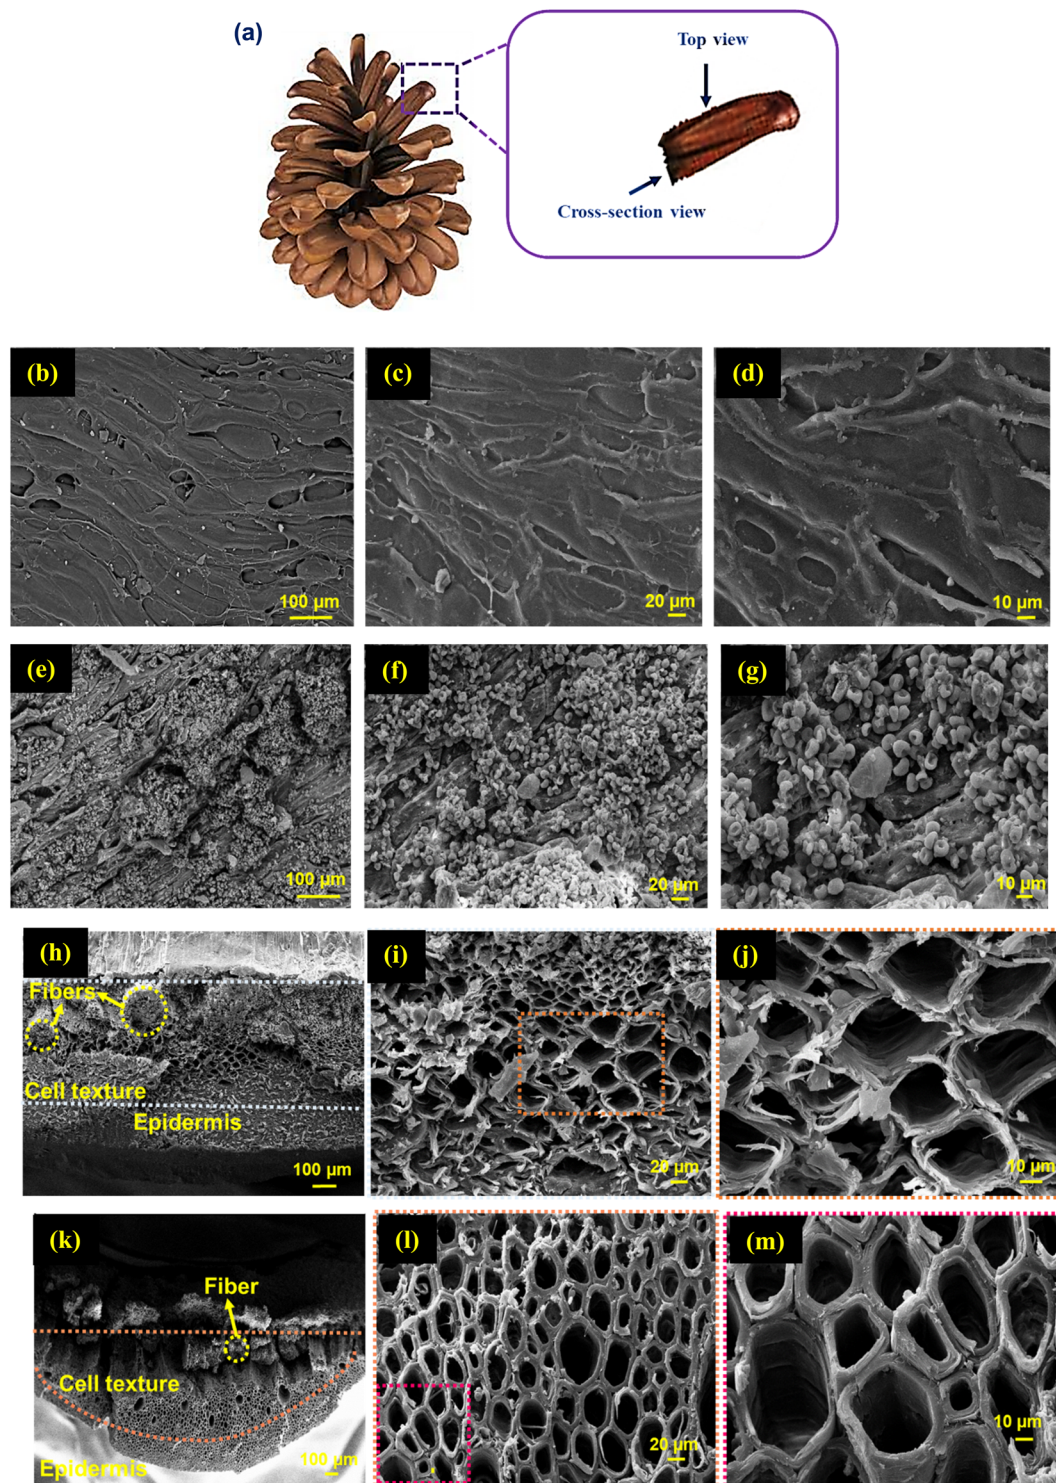 (a)
Top view
Cross-section view
(b)
100 µm
(c)
20 µm
(d)
10 µm
(e)
100 µm
(f)
20 µm
(g)
10 µm
(h)
Fibers
Cell texture
Epidermis
100 µm
(i)
20 µm
(j)
10 µm
(k)
Fiber
Cell texture
Epidermis
100 µm
(l)
20 µm
(m)
10 µm